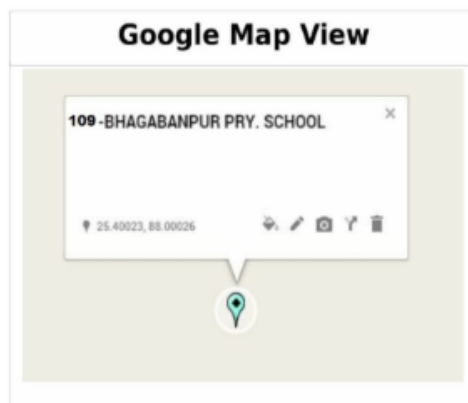 Google Map View
109 -BHAGABANPUR PRY. SCHOOL
25.40023, 88.00026